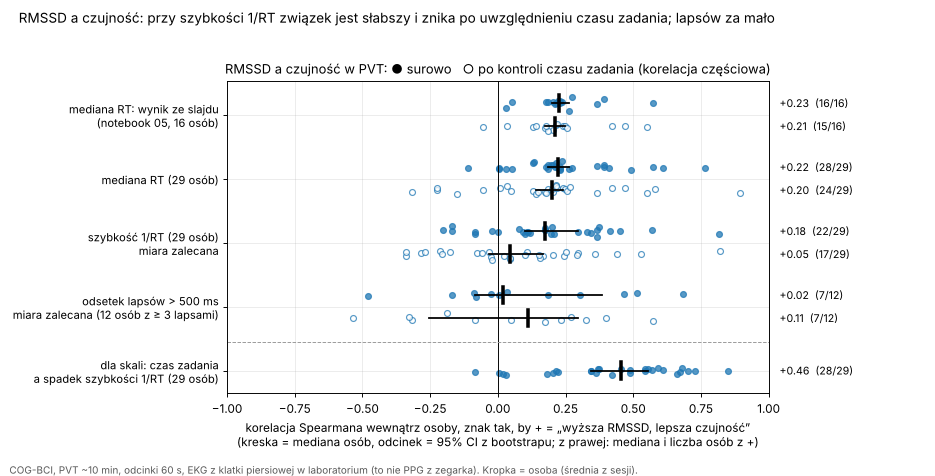 RMSSD a czujność: przy szybkości 1/RT związek jest słabszy i znika po uwzględnieniu czasu zadania; lapsów za mało
RMSSD a czujność w PVT: ● surowo ○ po kontroli czasu zadania (korelacja częściowa)
mediana RT: wynik ze slajdu
(notebook 05, 16 osób)
+0.23 (16/16)
+0.21 (15/16)
mediana RT (29 osób)
+0.22 (28/29)
+0.20 (24/29)
szybkość 1/RT (29 osób)
miara zalecana
+0.18 (22/29)
+0.05 (17/29)
odsetek lapsów > 500 ms
miara zalecana (12 osób z ≥ 3 lapsami)
+0.02 (7/12)
+0.11 (7/12)
dla skali: czas zadania
a spadek szybkości 1/RT (29 osób)
+0.46 (28/29)
−1.00 −0.75 −0.50 −0.25 0.00 0.25 0.50 0.75 1.00
korelacja Spearmana wewnątrz osoby, znak tak, by + = „wyższa RMSSD, lepsza czujność”
(kreska = mediana osób, odcinek = 95% CI z bootstrapu; z prawej: mediana i liczba osób z +)
COG-BCI, PVT ~10 min, odcinki 60 s, EKG z klatki piersiowej w laboratorium (to nie PPG z zegarka). Kropka = osoba (średnia z sesji).